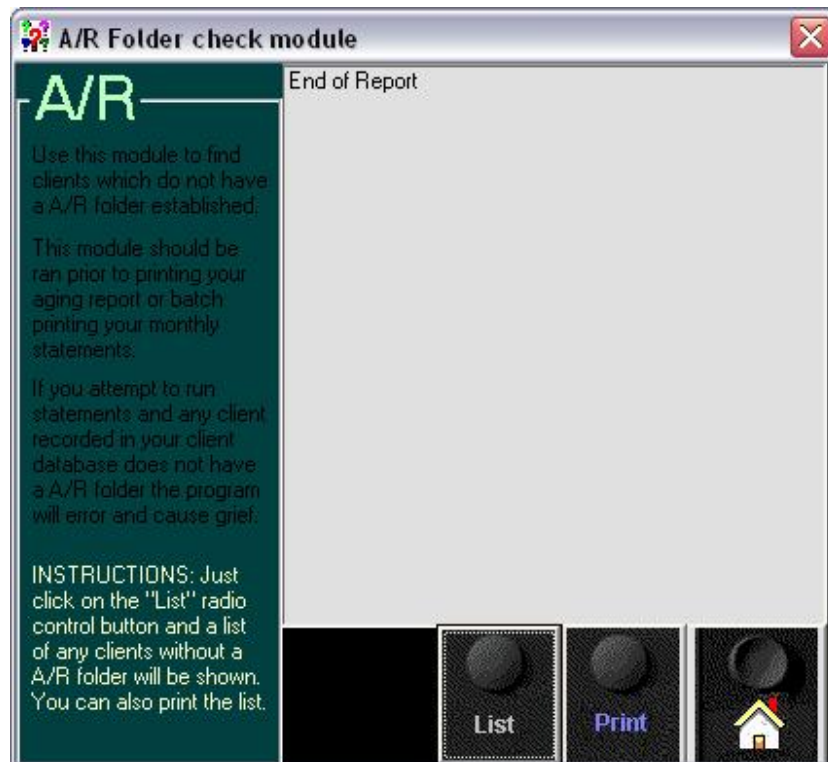 A/R Folder check module
A/R
Use this module to find
clients which do not have
a A/R folder established.
This module should be
ran prior to printing your
aging report or batch
printing your monthly
statements.
If you attempt to run
statements and any client
recorded in your client
database does not have
a A/R folder the program
will error and cause grief.
INSTRUCTIONS: Just
click on the "List" radio
control button and a list
of any clients without a
A/R folder will be shown.
You can also print the list.
End of Report
List
Print